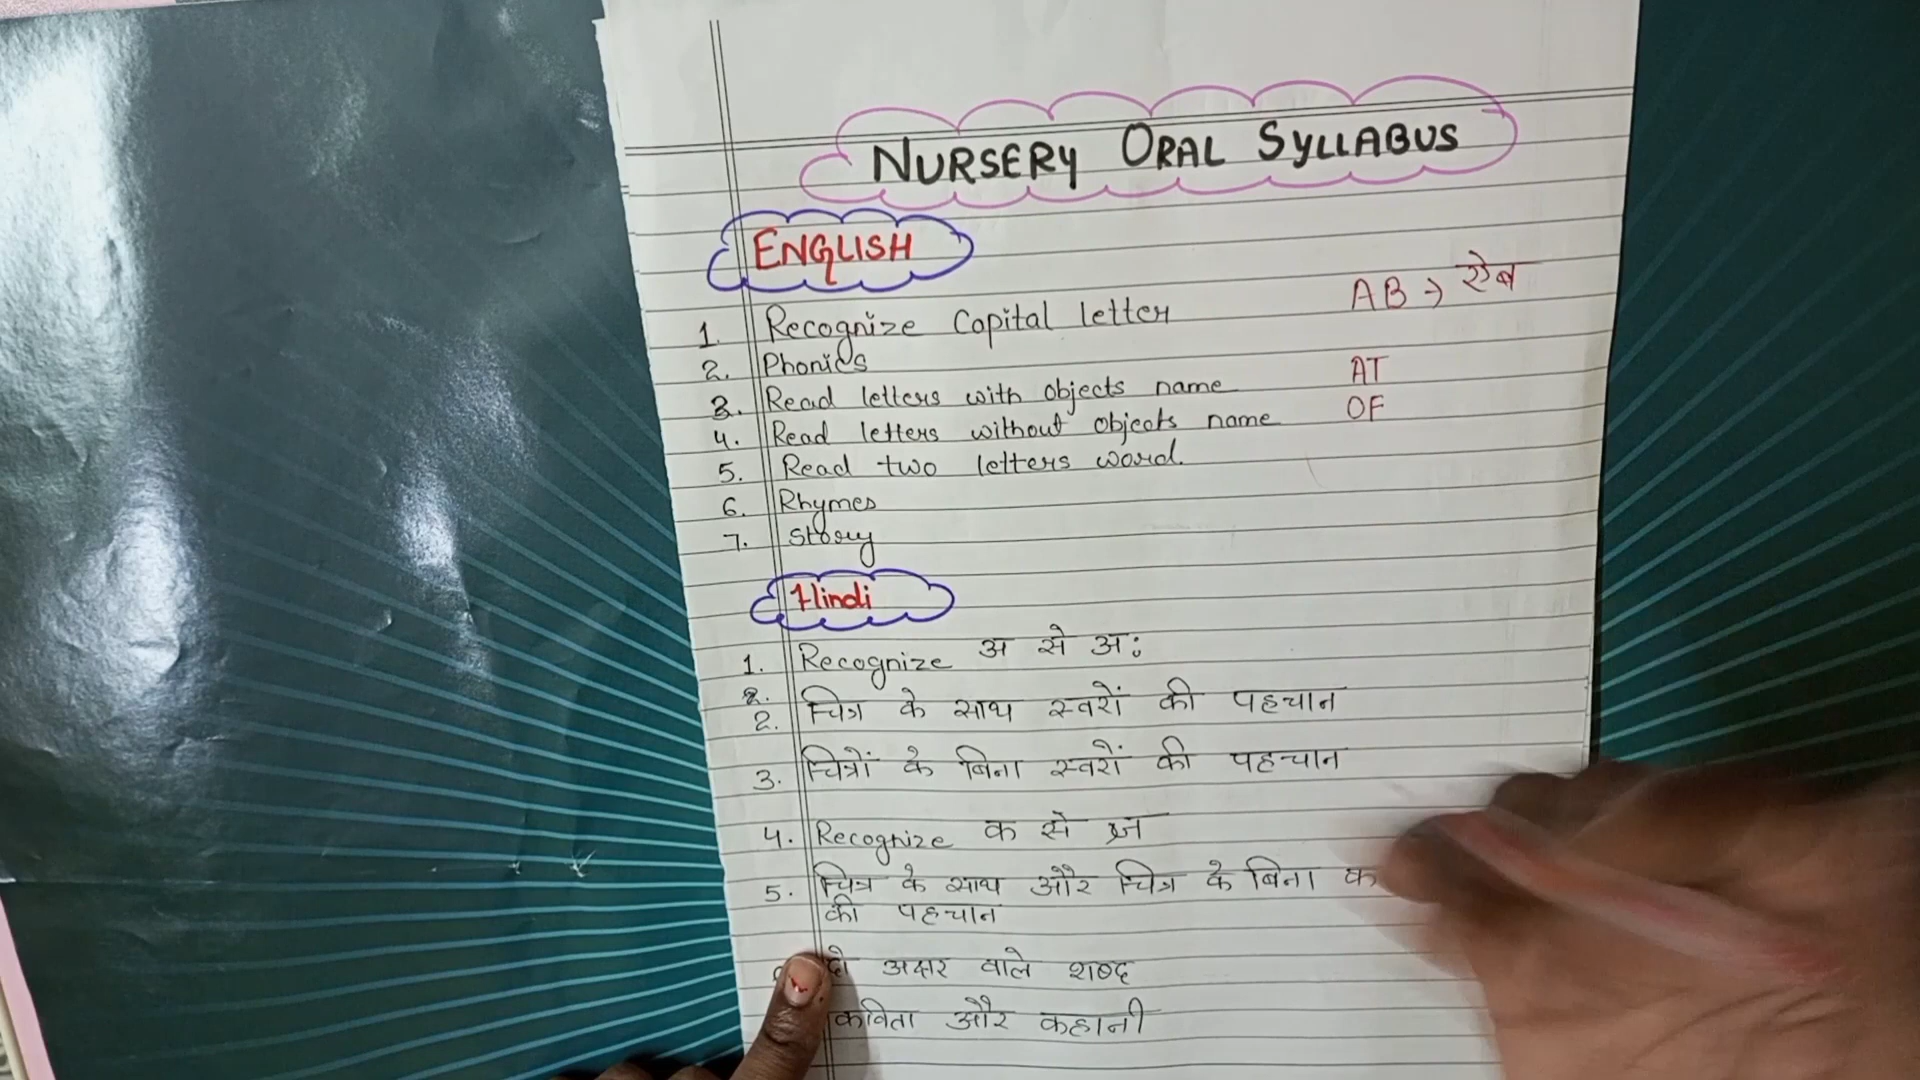 NURSERY ORAL SYLLABUS
ENGLISH
AB → ऐब
1. Recognize Capital letter
2. Phonics
AT
3. Read letters with objects name
OF
4. Read letters without objects name
5. Read two letters word.
6. Rhymes
7. Story
Hindi
1. Recognize अ से अः
2.
2. चित्र के साथ स्वरों की पहचान
3. चित्रों के बिना स्वरों की पहचान
4. Recognize क से ज्ञ
5. चित्र के साथ और चित्र के बिना क
की पहचान
दो अक्षर वाले शब्द
कविता और कहानी